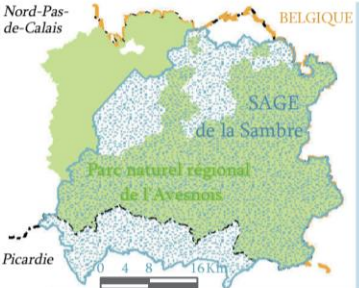 Nord-Pas-
de-Calais
BELGIQUE
SAGE
de la Sambre
Parc naturel régional
de l'Avesnois
Picardie
0 4 8 16Km